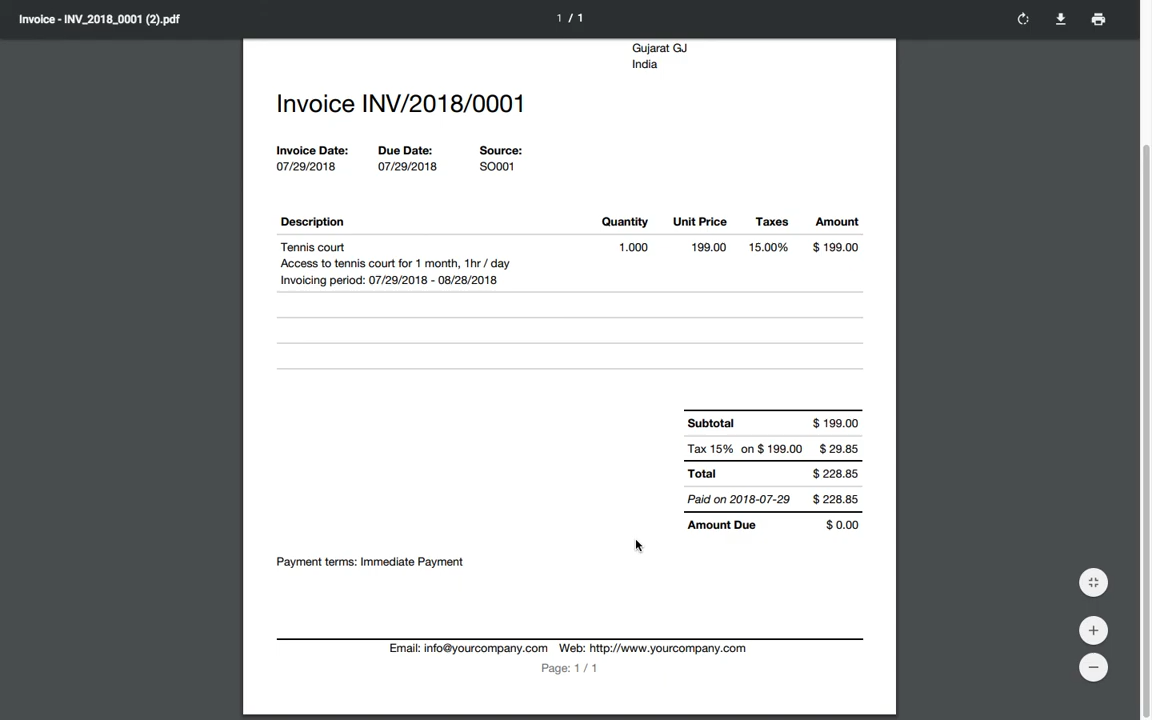 Invoice - INV_2018_0001 (2).pdf
1 / 1
Gujarat GJ
India
Invoice INV/2018/0001
Invoice Date: Due Date: Source:
07/29/2018 07/29/2018 SO001
Description Quantity Unit Price Taxes Amount
Tennis court 1.000 199.00 15.00% $ 199.00
Access to tennis court for 1 month, 1hr / day
Invoicing period: 07/29/2018 - 08/28/2018
Subtotal $ 199.00
Tax 15% on $ 199.00 $ 29.85
Total $ 228.85
Paid on 2018-07-29 $ 228.85
Amount Due $ 0.00
Payment terms: Immediate Payment
Email: info@yourcompany.com Web: http://www.yourcompany.com
Page: 1 / 1